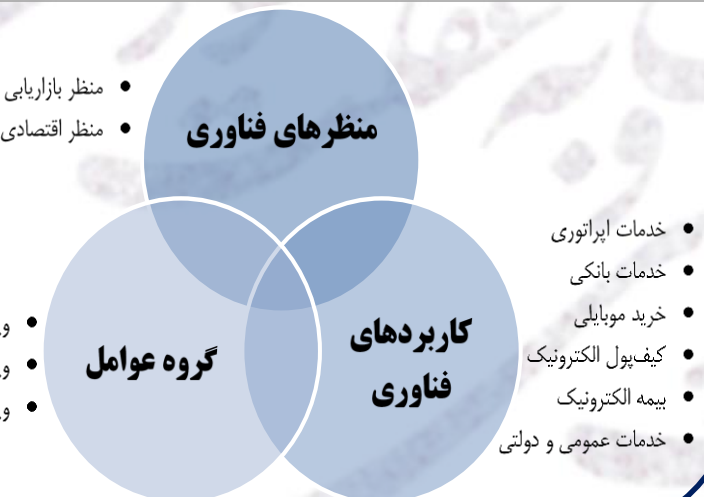 منظرهای فناوری
منظر بازاریابی
منظر اقتصادی
کاربردهای
فناوری
خدمات اپراتوری
خدمات بانکی
خرید موبایلی
کیف‌پول الکترونیک
بیمه الکترونیک
خدمات عمومی و دولتی
گروه عوامل